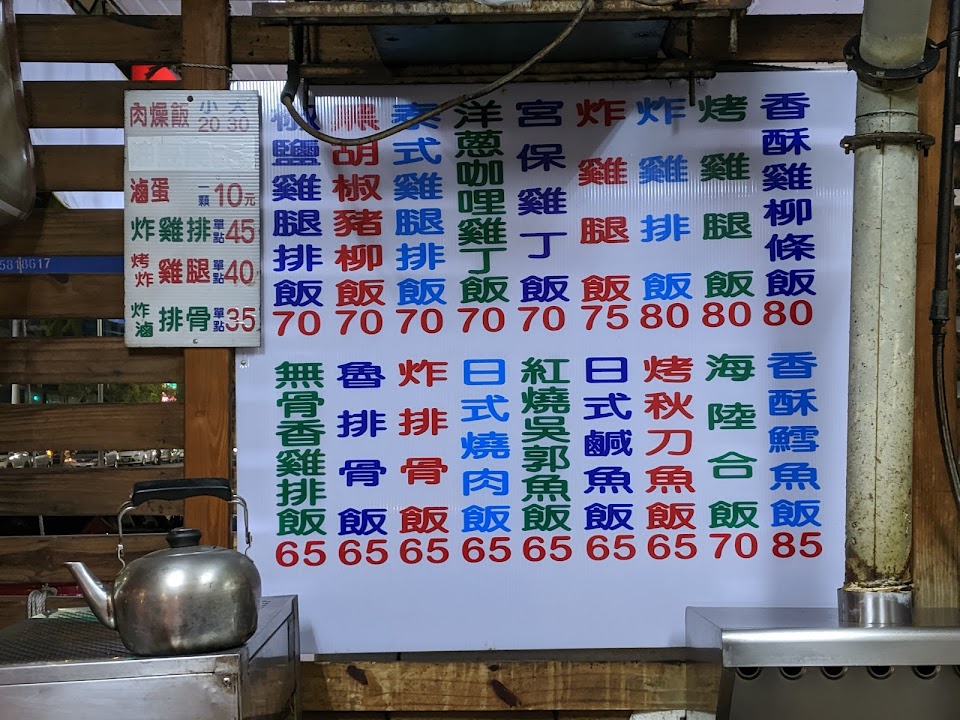 肉燥飯 小 大
20 30
滷蛋 一顆 10元
炸雞排 單點 45
烤炸 雞腿 單點 40
炸滷 排骨 單點 35
5818617
椒鹽雞腿排飯 70
黑胡椒豬柳飯 70
泰式雞腿排飯 70
洋蔥咖哩雞丁飯 70
宮保雞丁飯 70
炸雞腿飯 75
炸雞排飯 80
烤雞腿飯 80
香酥雞柳條飯 80
無骨香雞排飯 65
魯排骨飯 65
炸排骨飯 65
日式燒肉飯 65
紅燒吳郭魚飯 65
日式鹹魚飯 65
烤秋刀魚飯 65
海陸合飯 70
香酥鱈魚飯 85